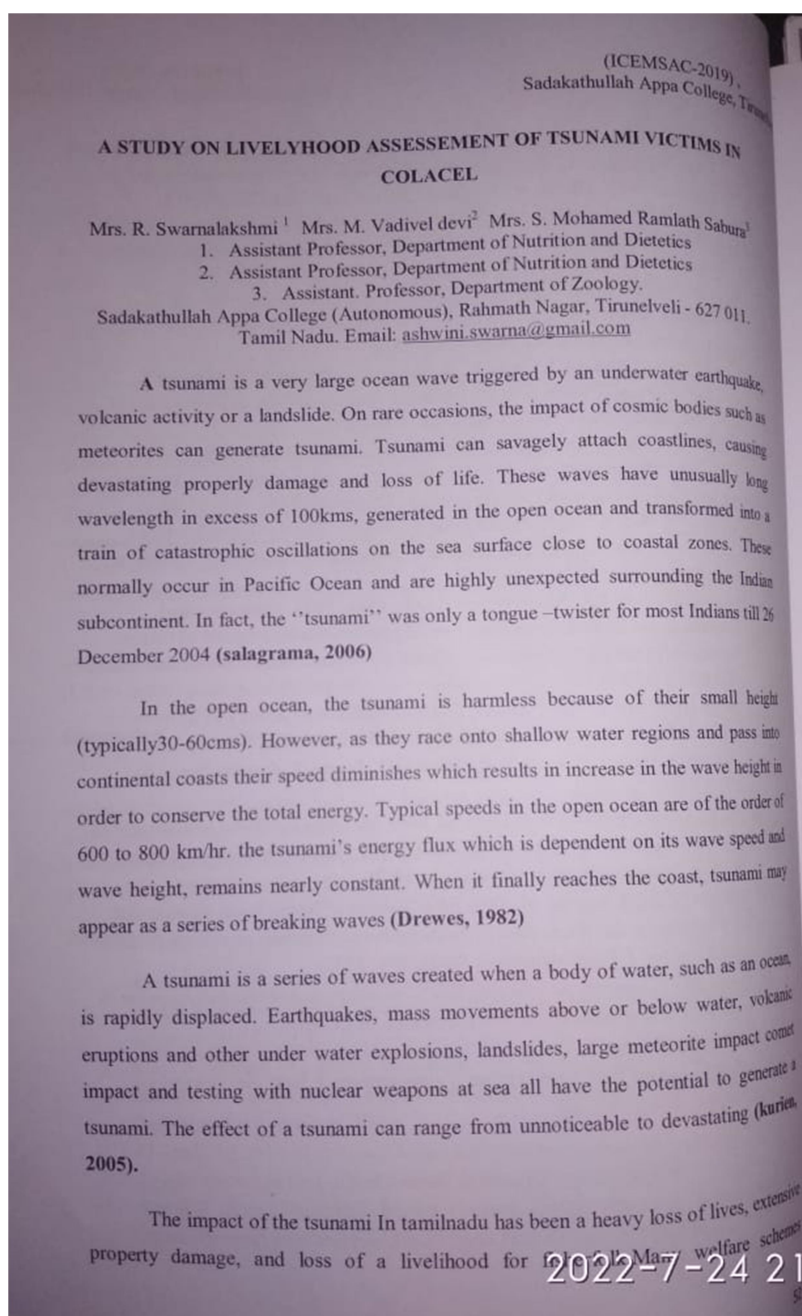 (ICEMSAC-2019) ,
Sadakathullah Appa College,
A STUDY ON LIVELYHOOD ASSESSEMENT OF TSUNAMI VICTIMS IN
COLACEL
Mrs. R. Swarnalakshmi 1 Mrs. M. Vadivel devi2 Mrs. S. Mohamed Ramlath Sabura3
1. Assistant Professor, Department of Nutrition and Dietetics
2. Assistant Professor, Department of Nutrition and Dietetics
3. Assistant. Professor, Department of Zoology.
Sadakathullah Appa College (Autonomous), Rahmath Nagar, Tirunelveli - 627 011.
Tamil Nadu. Email: ashwini.swarna@gmail.com
A tsunami is a very large ocean wave triggered by an underwater earthquake,
volcanic activity or a landslide. On rare occasions, the impact of cosmic bodies such as
meteorites can generate tsunami. Tsunami can savagely attach coastlines, causing
devastating properly damage and loss of life. These waves have unusually long
wavelength in excess of 100kms, generated in the open ocean and transformed into a
train of catastrophic oscillations on the sea surface close to coastal zones. These
normally occur in Pacific Ocean and are highly unexpected surrounding the Indian
subcontinent. In fact, the ‘‘tsunami’’ was only a tongue –twister for most Indians till 26
December 2004 (salagrama, 2006)
In the open ocean, the tsunami is harmless because of their small height
(typically30-60cms). However, as they race onto shallow water regions and pass into
continental coasts their speed diminishes which results in increase in the wave height in
order to conserve the total energy. Typical speeds in the open ocean are of the order of
600 to 800 km/hr. the tsunami’s energy flux which is dependent on its wave speed and
wave height, remains nearly constant. When it finally reaches the coast, tsunami may
appear as a series of breaking waves (Drewes, 1982)
A tsunami is a series of waves created when a body of water, such as an ocean,
is rapidly displaced. Earthquakes, mass movements above or below water, volcanic
eruptions and other under water explosions, landslides, large meteorite impact comet
impact and testing with nuclear weapons at sea all have the potential to generate a
tsunami. The effect of a tsunami can range from unnoticeable to devastating (kurien,
2005).
The impact of the tsunami In tamilnadu has been a heavy loss of lives, extensive
property damage, and loss of a livelihood for welfare schemes
2022-7-24 21